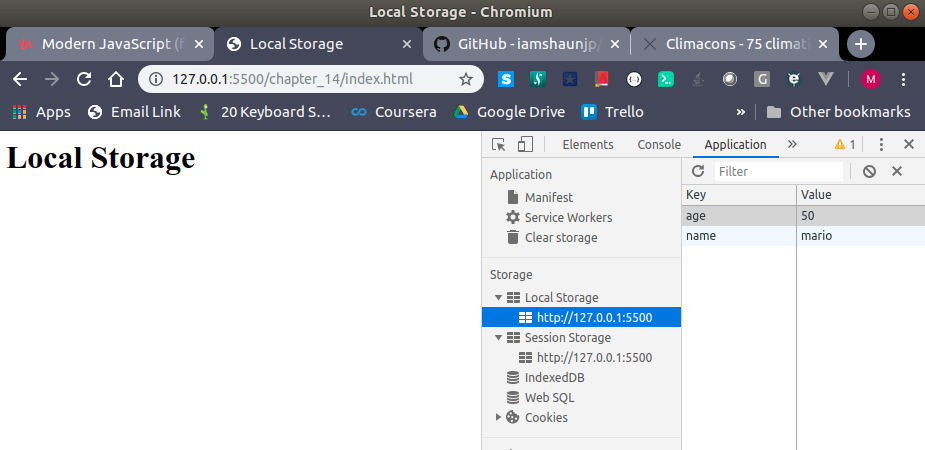 Local Storage - Chromium
Modern JavaScript (f
Local Storage
GitHub - iamshaunjp/
Climacons - 75 climat
127.0.0.1:5500/chapter_14/index.html
M
Apps
Email Link
20 Keyboard S...
Coursera
Google Drive
Trello
»
Other bookmarks
Local Storage
Elements
Console
Application
»
1
Application
Manifest
Service Workers
Clear storage
Storage
Local Storage
http://127.0.0.1:5500
Session Storage
http://127.0.0.1:5500
IndexedDB
Web SQL
Cookies
Filter
Key Value
age 50
name mario